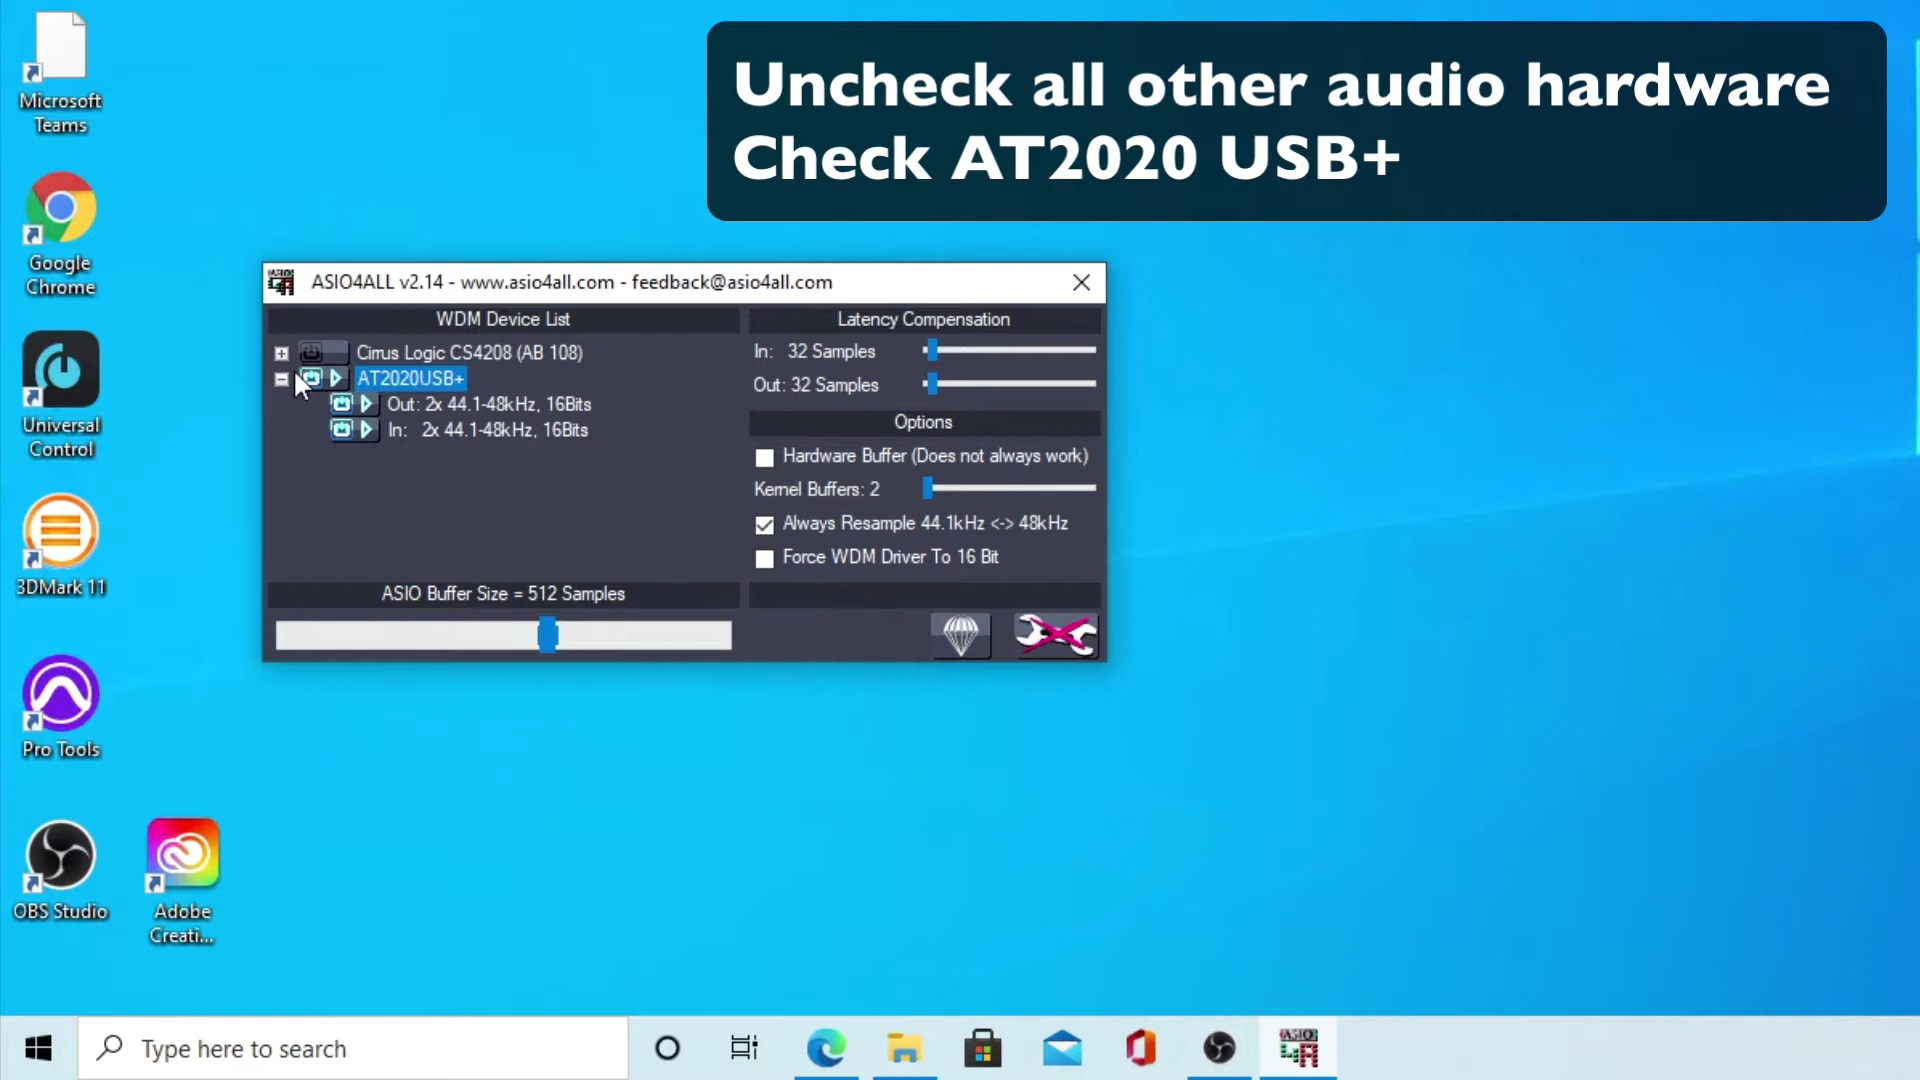 Uncheck all other audio hardware
Check AT2020 USB+
Microsoft
Teams
Google
Chrome
Universal
Control
3DMark 11
Pro Tools
OBS Studio
Adobe
Creati...
ASIO4ALL v2.14 - www.asio4all.com - feedback@asio4all.com
WDM Device List
Cirrus Logic CS4208 (AB 108)
AT2020USB+
Out: 2x 44.1-48kHz, 16Bits
In: 2x 44.1-48kHz, 16Bits
ASIO Buffer Size = 512 Samples
Latency Compensation
In: 32 Samples
Out: 32 Samples
Options
Hardware Buffer (Does not always work)
Kernel Buffers: 2
Always Resample 44.1kHz <-> 48kHz
Force WDM Driver To 16 Bit
Type here to search